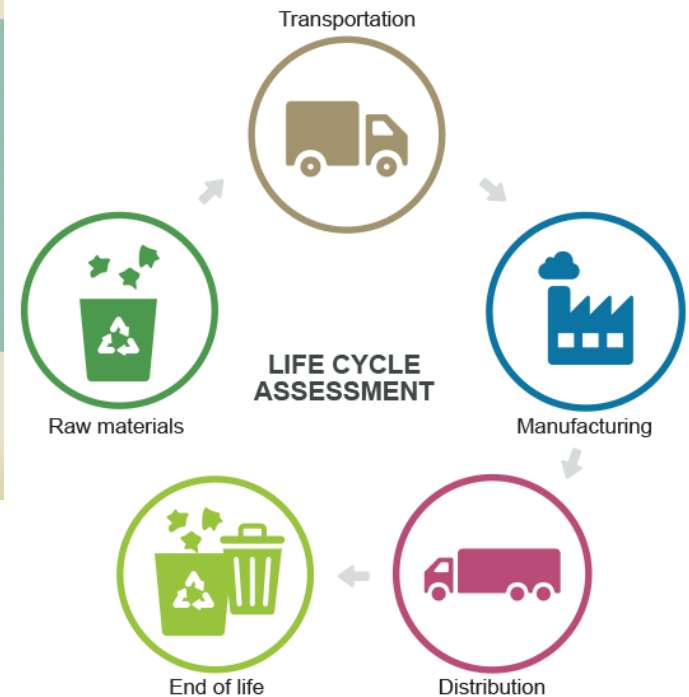 Transportation
LIFE CYCLE
ASSESSMENT
Raw materials
Manufacturing
End of life
Distribution